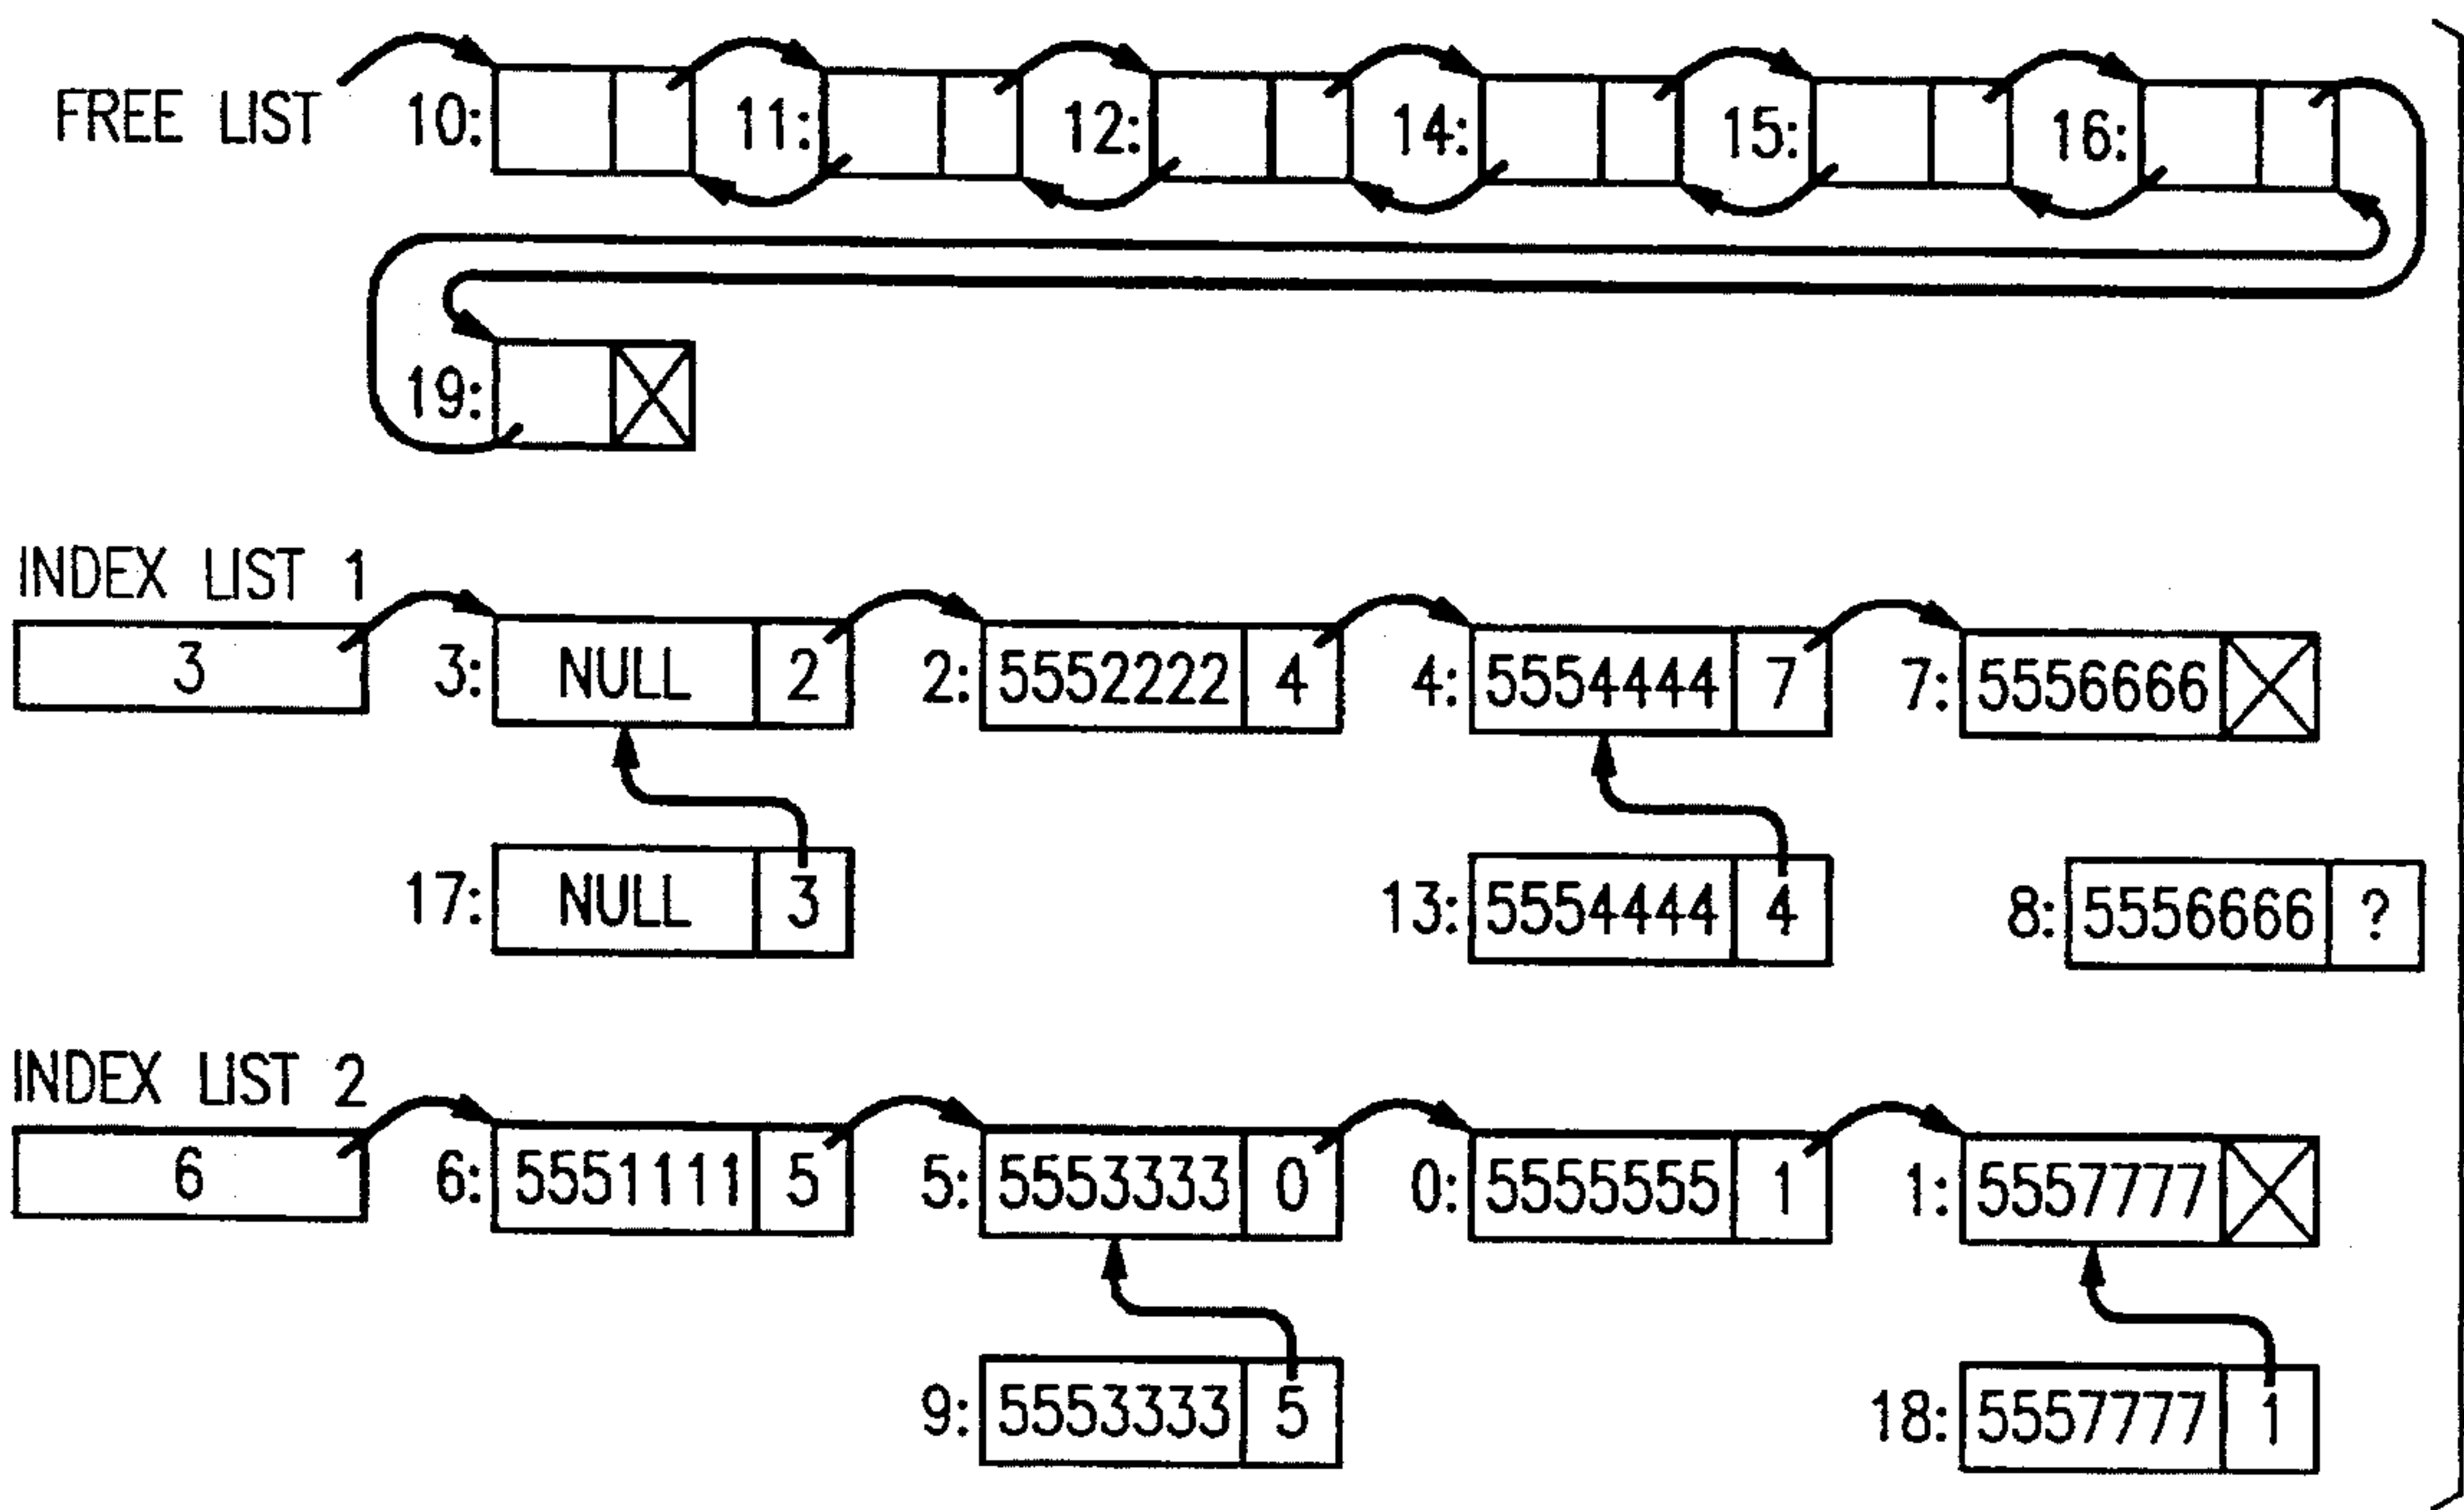 FREE LIST 10: 11: 12: 14: 15: 16:
19:
INDEX LIST 1
3 3: NULL 2 2: 5552222 4 4: 5554444 7 7: 5556666
17: NULL 3 13: 5554444 4 8: 5556666 ?
INDEX LIST 2
6 6: 5551111 5 5: 5553333 0 0: 5555555 1 1: 5557777
9: 5553333 5 18: 5557777 1